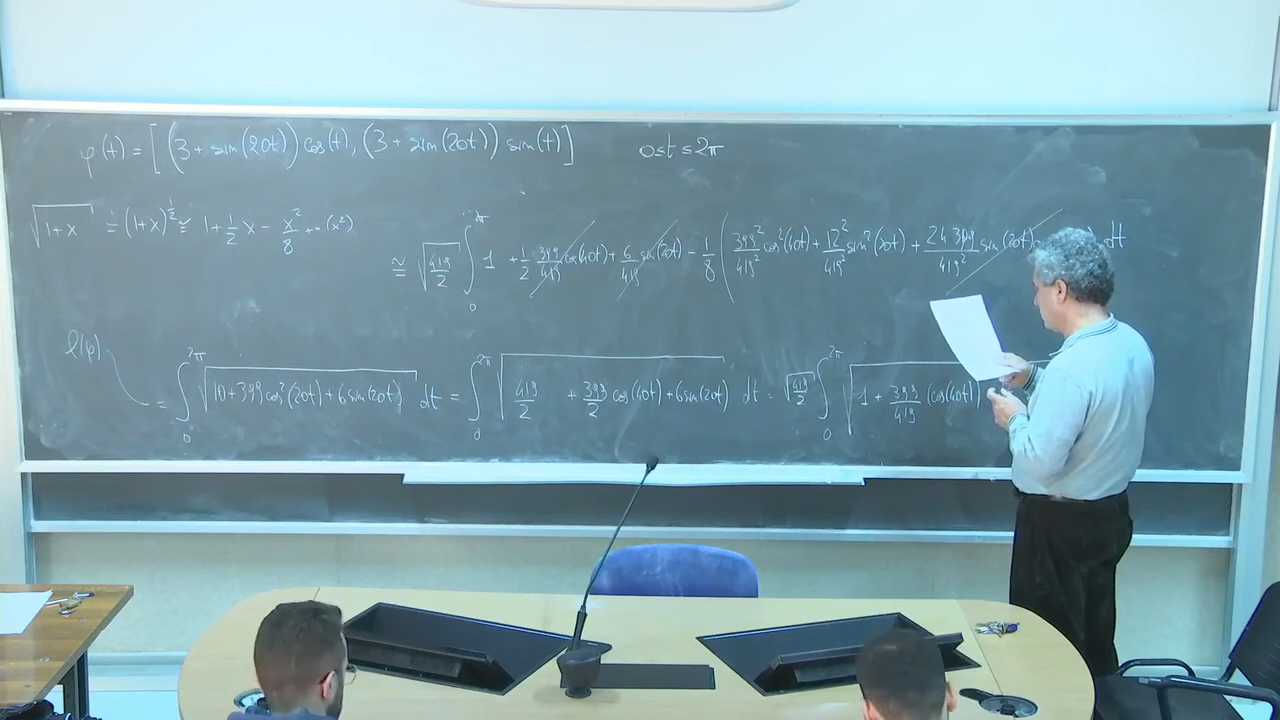 φ(t) = [(3 + sin(20t)) cos(t), (3 + sin(20t)) sin(t)] 0 ≤ t ≤ 2π
√(1+x) = (1+x)^{1/2} ≅ 1 + 1/2 x - x²/8 + o(x²)
≅ √(419/2) ∫₀^{2π} 1 + 1/2 399/419 cos(40t) + 6/419 sin(20t) - 1/8 (399²/419² cos²(40t) + 12²/419² sin²(20t) + 24·399/419² sin(20t) dt
l(φ) = ∫₀^{2π} √(10 + 399 cos²(20t) + 6 sin(20t)) dt = ∫₀^{2π} √(419/2 + 399/2 cos(40t) + 6 sin(20t)) dt = √(419/2) ∫₀^{2π} √(1 + 399/419 (cos(40t)